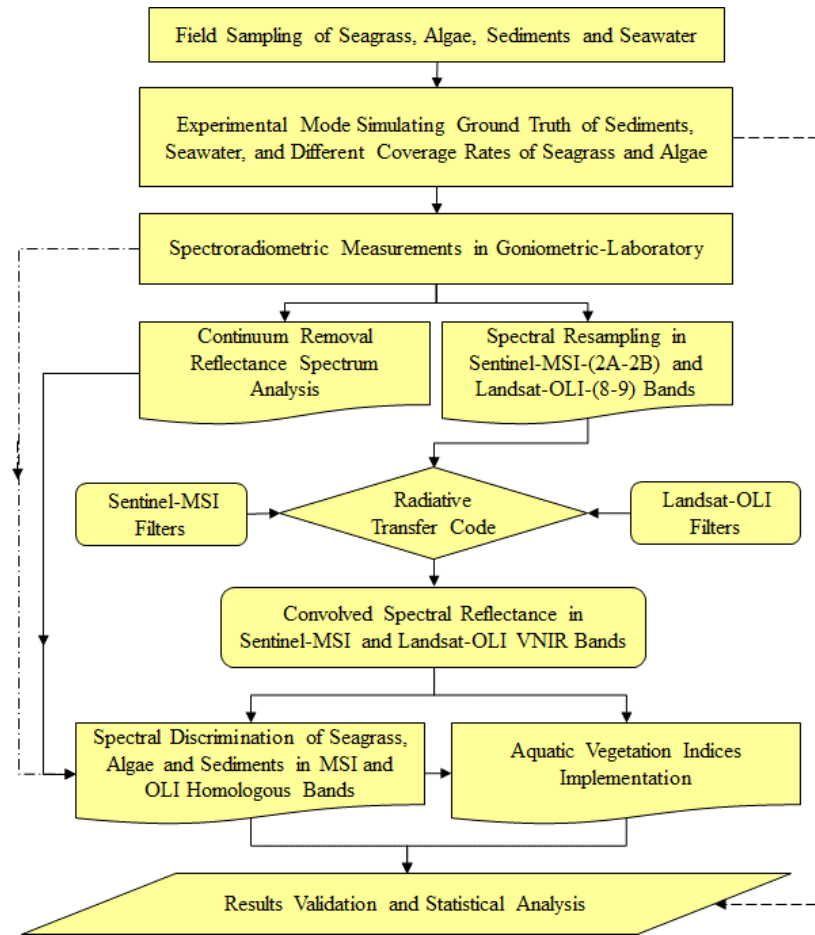 Field Sampling of Seagrass, Algae, Sediments and Seawater
Experimental Mode Simulating Ground Truth of Sediments,
Seawater, and Different Coverage Rates of Seagrass and Algae
Spectroradiometric Measurements in Goniometric-Laboratory
Continuum Removal
Reflectance Spectrum
Analysis
Spectral Resampling in
Sentinel-MSI-(2A-2B) and
Landsat-OLI-(8-9) Bands
Sentinel-MSI
Filters
Radiative
Transfer Code
Landsat-OLI
Filters
Convolved Spectral Reflectance in
Sentinel-MSI and Landsat-OLI VNIR Bands
Spectral Discrimination of Seagrass,
Algae and Sediments in MSI and
OLI Homologous Bands
Aquatic Vegetation Indices
Implementation
Results Validation and Statistical Analysis